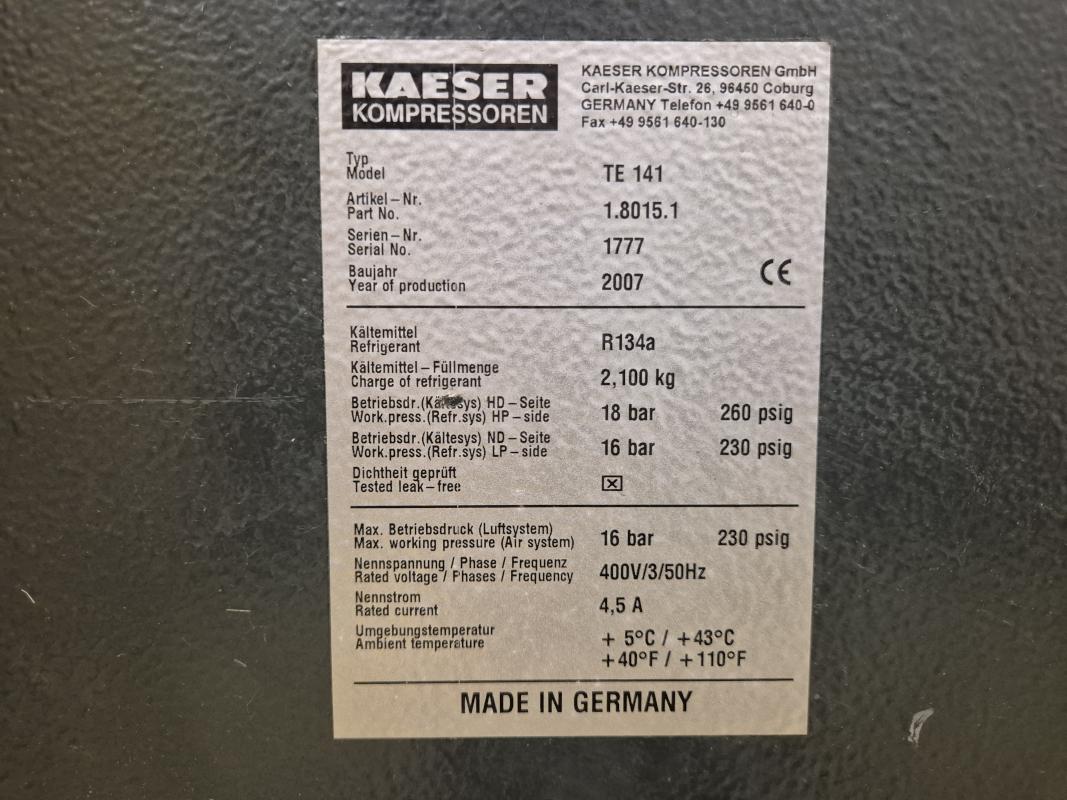 KAESER
KOMPRESSOREN
KAESER KOMPRESSOREN GmbH
Carl-Kaeser-Str. 26, 96450 Coburg
GERMANY Telefon +49 9561 640-0
Fax +49 9561 640-130
Typ
Model TE 141
Artikel – Nr.
Part No. 1.8015.1
Serien – Nr.
Serial No. 1777
Baujahr
Year of production 2007
CE
Kältemittel
Refrigerant R134a
Kältemittel – Füllmenge
Charge of refrigerant 2,100 kg
Betriebsdr.(Kältesys) HD – Seite
Work.press.(Refr.sys) HP – side 18 bar 260 psig
Betriebsdr.(Kältesys) ND – Seite
Work.press.(Refr.sys) LP – side 16 bar 230 psig
Dichtheit geprüft
Tested leak – free ☒
Max. Betriebsdruck (Luftsystem)
Max. working pressure (Air system) 16 bar 230 psig
Nennspannung / Phase / Frequenz
Rated voltage / Phases / Frequency 400V/3/50Hz
Nennstrom
Rated current 4,5 A
Umgebungstemperatur
Ambient temperature + 5°C / +43°C
+40°F / +110°F
MADE IN GERMANY